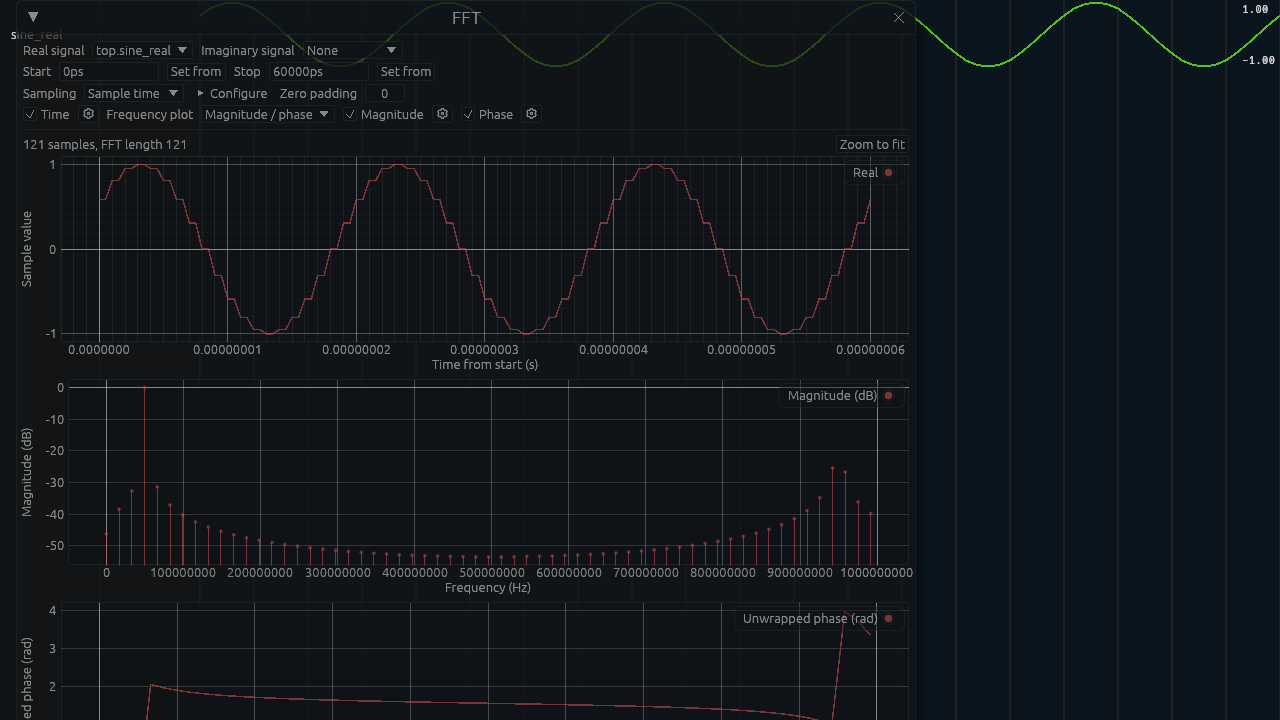 FFT
1.00
sine_real
Real signal top.sine_real Imaginary signal None
-1.00
Start 0ps Set from Stop 60000ps Set from
Sampling Sample time Configure Zero padding 0
Time Frequency plot Magnitude / phase Magnitude Phase
121 samples, FFT length 121 Zoom to fit
Real
Sample value
1
0
-1
0.00000000 0.00000001 0.00000002 0.00000003 0.00000004 0.00000005 0.00000006
Time from start (s)
Magnitude (dB)
Magnitude (dB)
0
-10
-20
-30
-40
-50
0 100000000 200000000 300000000 400000000 500000000 600000000 700000000 800000000 900000000 1000000000
Frequency (Hz)
Unwrapped phase (rad)
ed phase (rad)
4
3
2